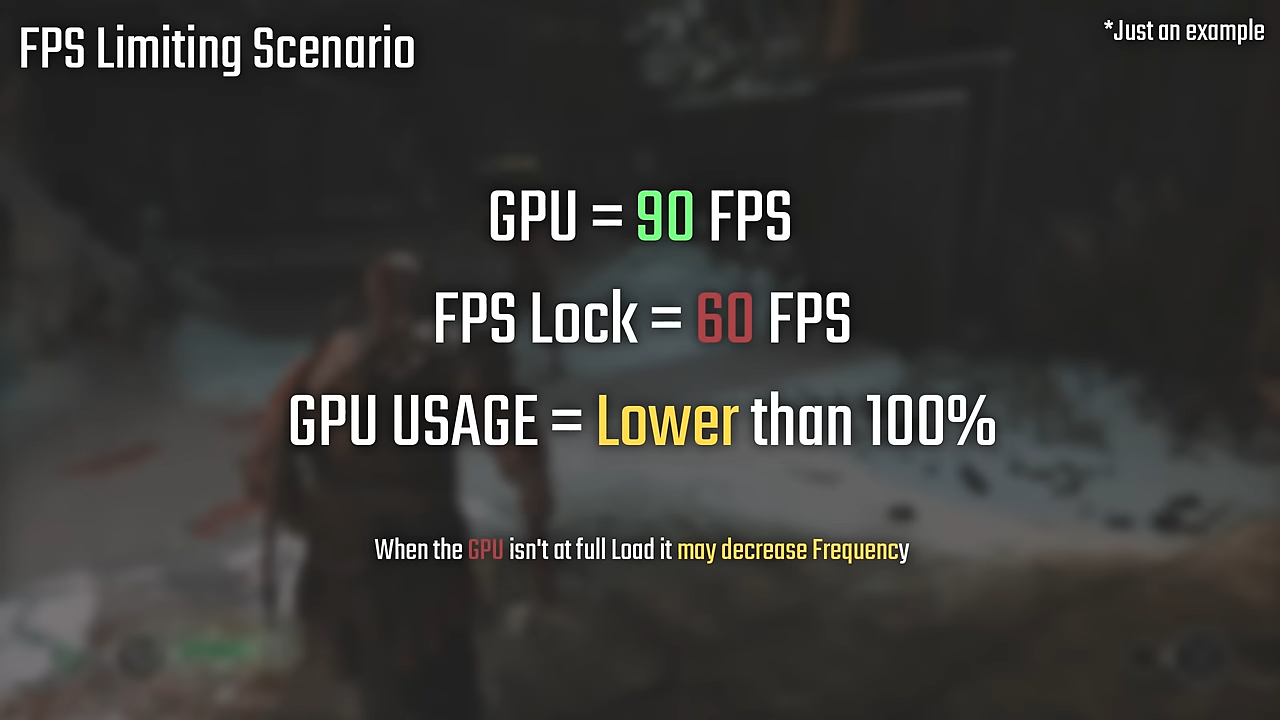 FPS Limiting Scenario
*Just an example
GPU = 90 FPS
FPS Lock = 60 FPS
GPU USAGE = Lower than 100%
When the GPU isn't at full Load it may decrease Frequency